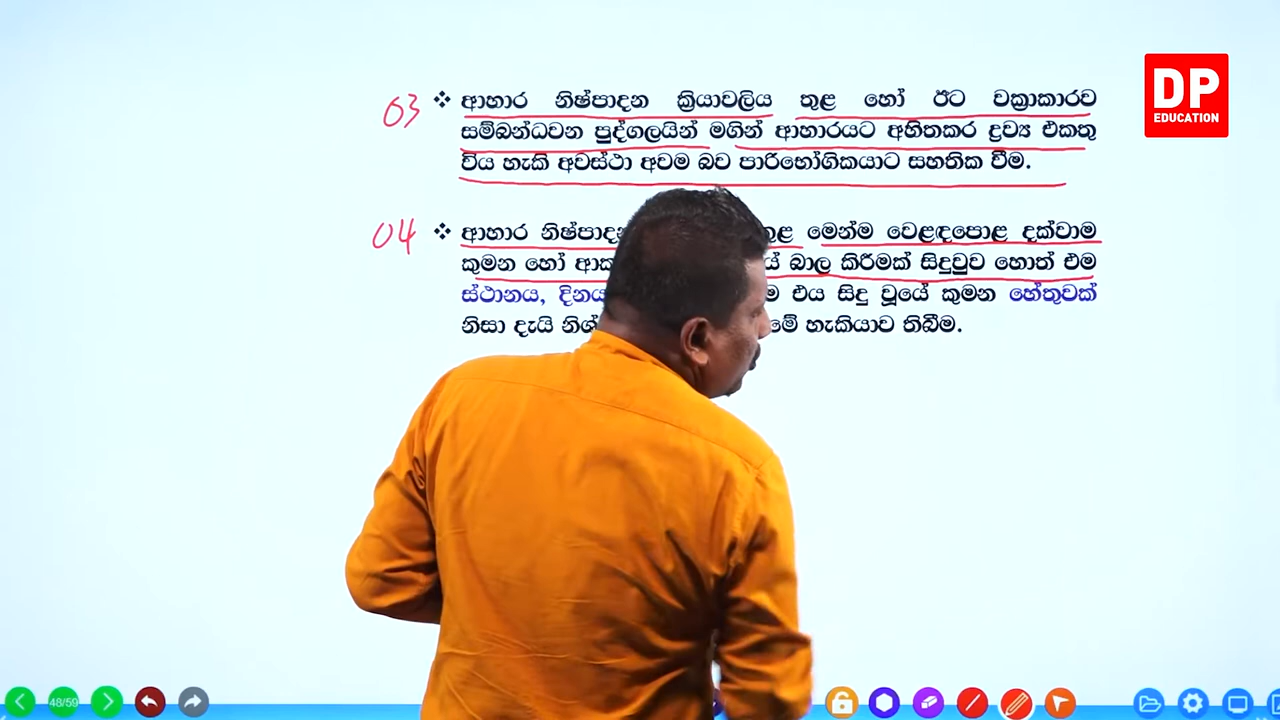 DP
EDUCATION
03 ❖ ආහාර නිෂ්පාදන ක්‍රියාවලිය තුළ හෝ ඊට වක්‍රාකාරව
සම්බන්ධවන පුද්ගලයින් මගින් ආහාරයට අහිතකර ද්‍රව්‍ය එකතු
විය හැකි අවස්ථා අවම බව පාරිභෝගිකයාට සහතික වීම.
04 ❖ ආහාර තුළ මෙන්ම වෙළඳපොළ දක්වාම
කුමන හෝ බාල කිරීමක් සිදුවුව හොත් එම
ස්ථානය, එය සිදු වූයේ කුමන හේතුවක්
නිසා දැයි හැකියාව තිබීම.
48/59